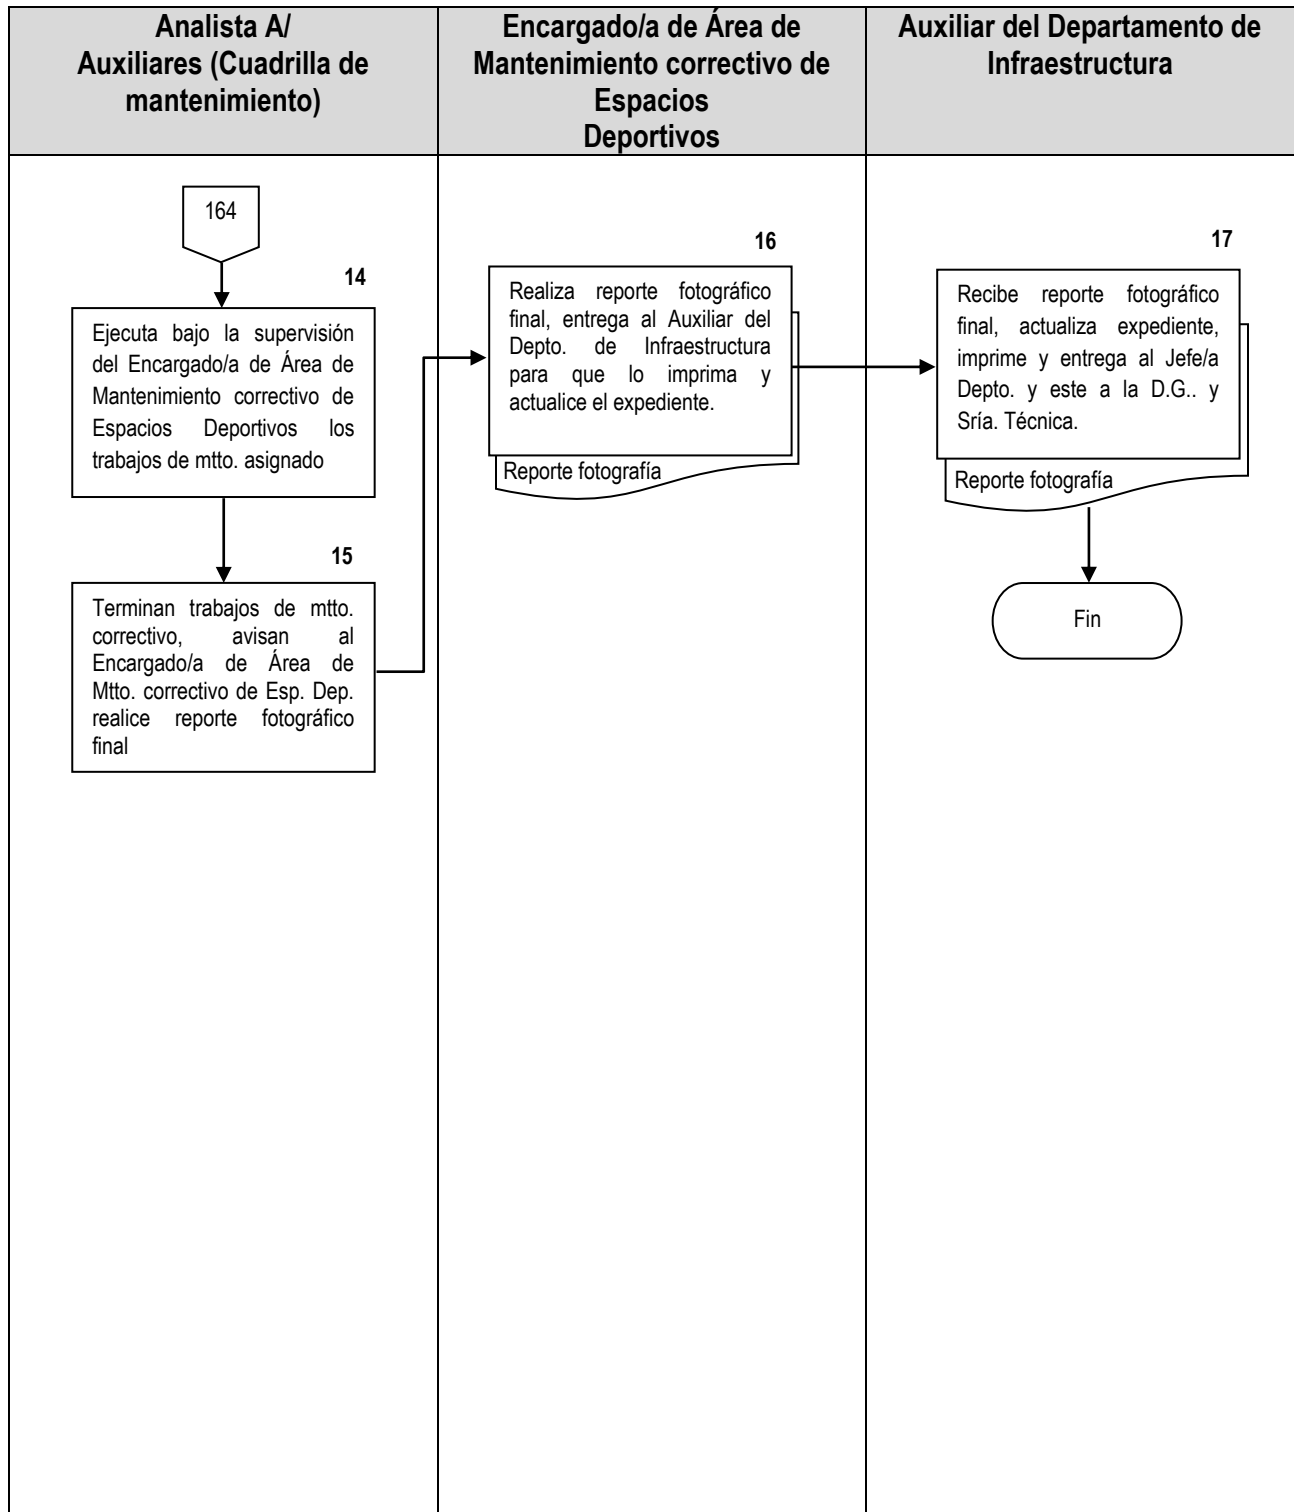 Analista A/
Auxiliares (Cuadrilla de
mantenimiento)
Encargado/a de Área de
Mantenimiento correctivo de
Espacios
Deportivos
Auxiliar del Departamento de
Infraestructura
164
14
Ejecuta bajo la supervisión
del Encargado/a de Área de
Mantenimiento correctivo de
Espacios Deportivos los
trabajos de mtto. asignado
15
Terminan trabajos de mtto.
correctivo, avisan al
Encargado/a de Área de
Mtto. correctivo de Esp. Dep.
realice reporte fotográfico
final
16
Realiza reporte fotográfico
final, entrega al Auxiliar del
Depto. de Infraestructura
para que lo imprima y
actualice el expediente.
Reporte fotografía
17
Recibe reporte fotográfico
final, actualiza expediente,
imprime y entrega al Jefe/a
Depto. y este a la D.G.. y
Sría. Técnica.
Reporte fotografía
Fin